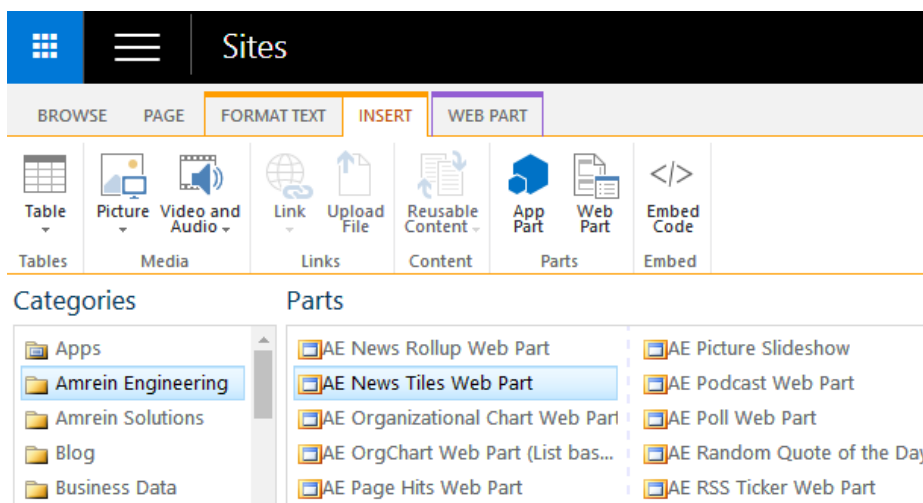 Sites
BROWSE PAGE FORMAT TEXT INSERT WEB PART
Table Picture Video and Audio Link Upload File Reusable Content App Part Web Part Embed Code
Tables Media Links Content Parts Embed
Categories Parts
Apps AE News Rollup Web Part AE Picture Slideshow
Amrein Engineering AE News Tiles Web Part AE Podcast Web Part
Amrein Solutions AE Organizational Chart Web Part AE Poll Web Part
Blog AE OrgChart Web Part (List bas... AE Random Quote of the Day
Business Data AE Page Hits Web Part AE RSS Ticker Web Part